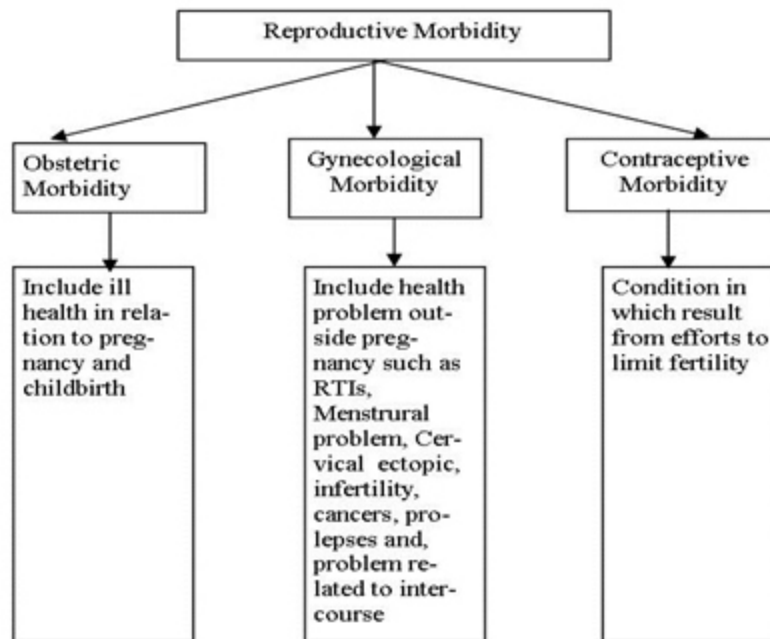 Reproductive Morbidity
Obstetric
Morbidity
Gynecological
Morbidity
Contraceptive
Morbidity
Include ill
health in rela-
tion to preg-
nancy and
childbirth
Include health
problem out-
side preg-
nancy such as
RTIs,
Menstrural
problem, Cer-
vical ectopic,
infertility,
cancers, pro-
lepses and,
problem re-
lated to inter-
course
Condition in
which result
from efforts to
limit fertility